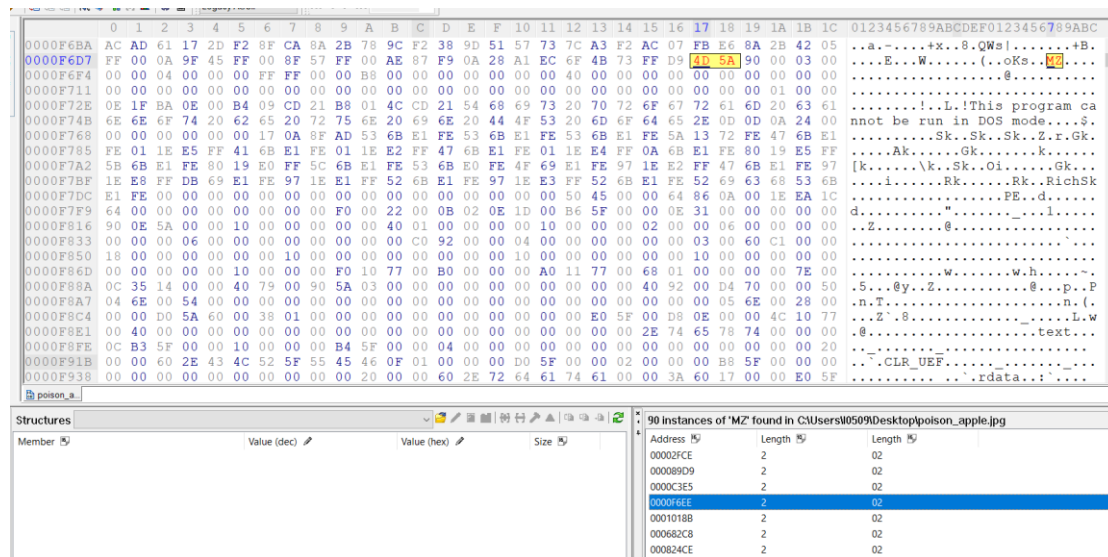 0 1 2 3 4 5 6 7 8 9 A B C D E F 10 11 12 13 14 15 16 17 18 19 1A 1B 1C 0123456789ABCDEF0123456789ABC
0000F6BA AC AD 61 17 2D F2 8F CA 8A 2B 78 9C F2 38 9D 51 57 73 7C A3 F2 AC 07 FB E6 8A 2B 42 05 ..a.-....+x..8.QWs|........+B.
0000F6D7 FF 00 0A 9F 45 FF 00 8F 57 FF 00 AE 87 F9 0A 28 A1 EC 6F 4B 73 FF D9 4D 5A 90 00 03 00 ....E...W......(..oKs..MZ....
0000F6F4 00 00 04 00 00 00 FF FF 00 00 B8 00 00 00 00 00 00 00 40 00 00 00 00 00 00 00 00 00 00 ..................@..........
0000F711 00 00 00 00 00 00 00 00 00 00 00 00 00 00 00 00 00 00 00 00 00 00 00 00 00 00 01 00 00 .............................
0000F72E 0E 1F BA 0E 00 B4 09 CD 21 B8 01 4C CD 21 54 68 69 73 20 70 72 6F 67 72 61 6D 20 63 61 ........!..L.!This program ca
0000F74B 6E 6E 6F 74 20 62 65 20 72 75 6E 20 69 6E 20 44 4F 53 20 6D 6F 64 65 2E 0D 0D 0A 24 00 nnot be run in DOS mode....$.
0000F768 00 00 00 00 00 00 17 0A 8F AD 53 6B E1 FE 53 6B E1 FE 53 6B E1 FE 5A 13 72 FE 47 6B E1 ..........Sk..Sk..Sk..Z.r.Gk.
0000F785 FE 01 1E E5 FF 41 6B E1 FE 01 1E E2 FF 47 6B E1 FE 01 1E E4 FF 0A 6B E1 FE 80 19 E5 FF .....Ak......Gk.......k......
0000F7A2 5B 6B E1 FE 80 19 E0 FF 5C 6B E1 FE 53 6B E0 FE 4F 69 E1 FE 97 1E E2 FF 47 6B E1 FE 97 [k......\k..Sk..Oi......Gk...
0000F7BF 1E E8 FF DB 69 E1 FE 97 1E E1 FF 52 6B E1 FE 97 1E E3 FF 52 6B E1 FE 52 69 63 68 53 6B ....i......Rk......Rk..RichSk
0000F7DC E1 FE 00 00 00 00 00 00 00 00 00 00 00 00 00 00 00 00 50 45 00 00 64 86 0A 00 1E EA 1C ..................PE..d......
0000F7F9 64 00 00 00 00 00 00 00 00 F0 00 22 00 0B 02 0E 1D 00 B6 5F 00 00 00 0E 31 00 00 00 00 d.........."......._....1....
0000F816 90 0E 5A 00 00 10 00 00 00 00 00 40 01 00 00 00 00 10 00 00 00 02 00 00 06 00 00 00 00 ..Z........@.................
0000F833 00 00 00 06 00 00 00 00 00 00 00 00 C0 92 00 00 04 00 00 00 00 00 00 03 00 60 C1 00 00 .........................`...
0000F850 18 00 00 00 00 00 00 10 00 00 00 00 00 00 00 00 10 00 00 00 00 00 00 10 00 00 00 00 00 .............................
0000F86D 00 00 00 00 10 00 00 00 F0 10 77 00 B0 00 00 00 A0 11 77 00 68 01 00 00 00 00 00 7E 00 ..........w.......w.h......~.
0000F88A 0C 35 14 00 00 40 79 00 90 5A 03 00 00 00 00 00 00 00 00 40 92 00 D4 70 00 00 00 50 .5...@y..Z.........@...p..P
0000F8A7 04 6E 00 54 00 00 00 00 00 00 00 00 00 00 00 00 00 00 00 00 00 00 05 6E 00 28 00 .n.T...................n.(.
0000F8C4 00 00 D0 5A 60 00 38 01 00 00 00 00 00 00 00 00 00 00 E0 5F 00 D8 0E 00 00 4C 10 77 ...Z`.8............_.....L.w
0000F8E1 00 40 00 00 00 00 00 00 00 00 00 00 00 00 00 00 00 00 00 00 2E 74 65 78 74 00 00 00 .@...................text...
0000F8FE 0C B3 5F 00 00 10 00 00 00 B4 5F 00 00 04 00 00 00 00 00 00 00 00 00 00 00 00 00 00 20 .._......._.................
0000F91B 00 00 60 2E 43 4C 52 5F 55 45 46 0F 01 00 00 00 D0 5F 00 00 02 00 00 00 B8 5F 00 00 00 ..`.CLR_UEF......_......._...
0000F938 00 00 00 00 00 00 00 00 00 20 00 00 60 2E 72 64 61 74 61 00 00 3A 60 17 00 00 E0 5F .......... ..`.rdata..:`...._
poison_a...
Structures
Member Value (dec) Value (hex) Size
90 instances of 'MZ' found in C:\Users\I0509\Desktop\poison_apple.jpg
Address Length Length
00002FCE 2 02
000089D9 2 02
0000C3E5 2 02
0000F6EE 2 02
0001018B 2 02
000682C8 2 02
000824CE 2 02